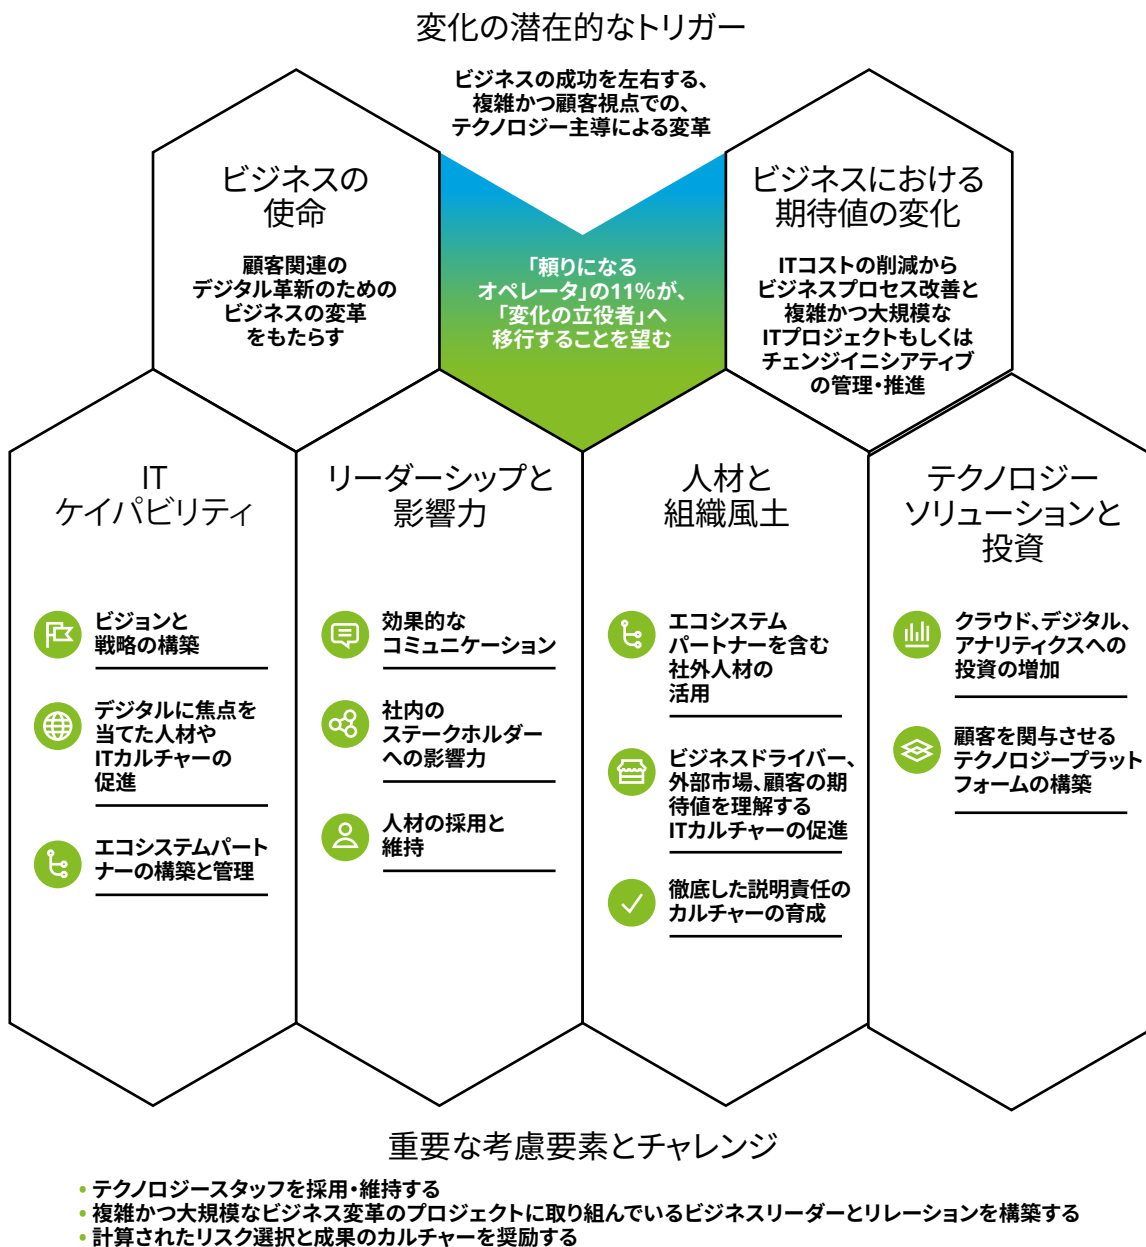 変化の潜在的なトリガー
ビジネスの成功を左右する、
複雑かつ顧客視点での、
テクノロジー主導による変革
ビジネスの
使命
顧客関連の
デジタル革新のための
ビジネスの変革
をもたらす
「頼りになる
オペレータ」の11%が、
「変化の立役者」へ
移行することを望む
ビジネスにおける
期待値の変化
ITコストの削減から
ビジネスプロセス改善と
複雑かつ大規模な
ITプロジェクトもしくは
チェンジイニシアティブ
の管理・推進
IT
ケイパビリティ
ビジョンと
戦略の構築
デジタルに焦点を
当てた人材や
ITカルチャーの
促進
エコシステムパート
ナーの構築と管理
リーダーシップと
影響力
効果的な
コミュニケーション
社内の
ステークホルダー
への影響力
人材の採用と
維持
人材と
組織風土
エコシステム
パートナーを含む
社外人材の
活用
ビジネスドライバー、
外部市場、顧客の期
待値を理解する
ITカルチャーの促進
徹底した説明責任の
カルチャーの育成
テクノロジー
ソリューションと
投資
クラウド、デジタル、
アナリティクスへの
投資の増加
顧客を関与させる
テクノロジープラット
フォームの構築
重要な考慮要素とチャレンジ
• テクノロジースタッフを採用・維持する
• 複雑かつ大規模なビジネス変革のプロジェクトに取り組んでいるビジネスリーダーとリレーションを構築する
• 計算されたリスク選択と成果のカルチャーを奨励する